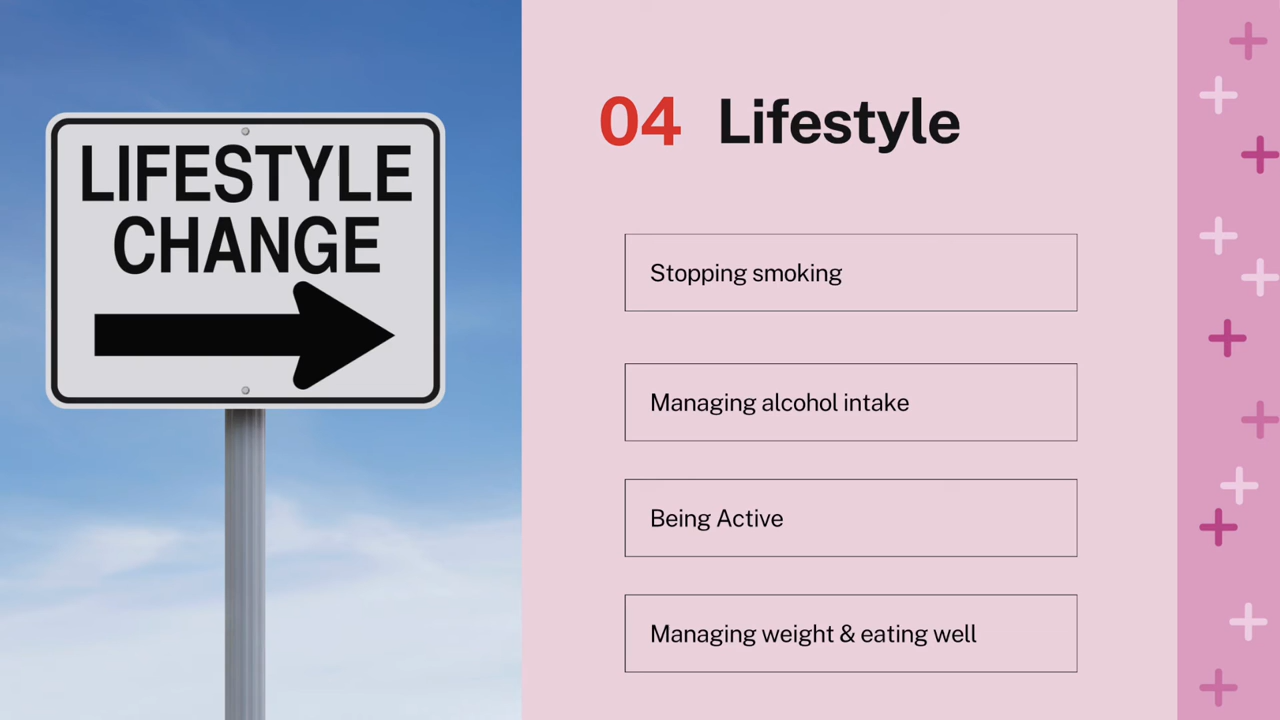 LIFESTYLE
CHANGE
04 Lifestyle
Stopping smoking
Managing alcohol intake
Being Active
Managing weight & eating well